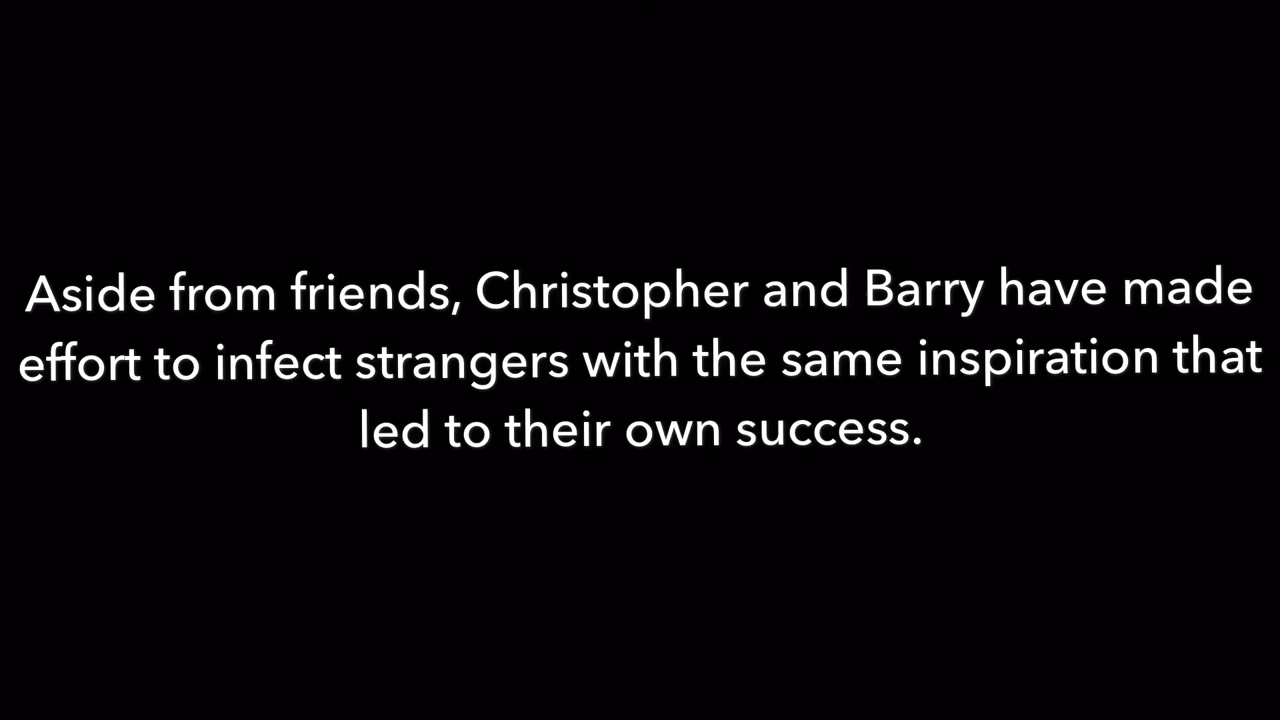 Aside from friends, Christopher and Barry have made
effort to infect strangers with the same inspiration that
led to their own success.